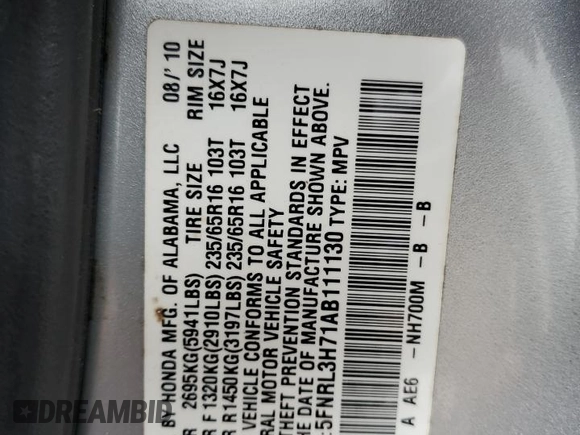 BY HONDA MFG. OF ALABAMA, LLC 08/' 10
R 2695KG(5941LBS) TIRE SIZE RIM SIZE
R F 1320KG(2910LBS) 235/65R16 103T 16X7J
R R1450KG(3197LBS) 235/65R16 103T 16X7J
VEHICLE CONFORMS TO ALL APPLICABLE
RAL MOTOR VEHICLE SAFETY
THEFT PREVENTION STANDARDS IN EFFECT
THE DATE OF MANUFACTURE SHOWN ABOVE.
:5FNRL3H71AB111130 TYPE: MPV
A AE6 -NH700M -B -B
DREAMBID